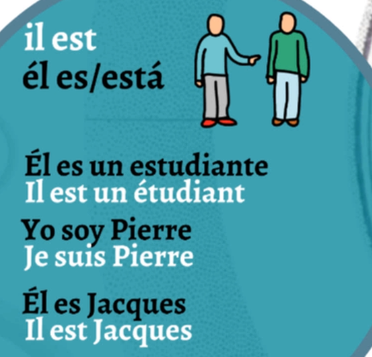 il est
él es/está
Él es un estudiante
Il est un étudiant
Yo soy Pierre
Je suis Pierre
Él es Jacques
Il est Jacques